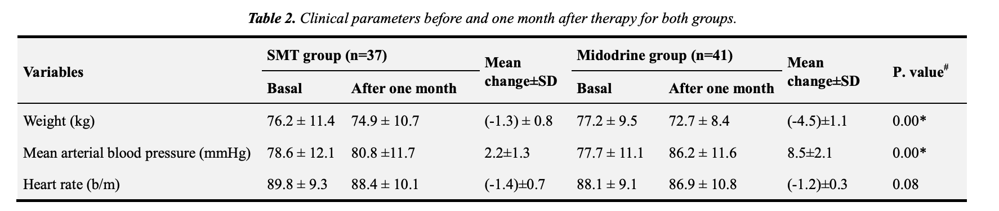 Table 2. Clinical parameters before and one month after therapy for both groups.
Variables SMT group (n=37) Mean change±SD Midodrine group (n=41) Mean change±SD P. value#
Basal After one month Basal After one month
Weight (kg) 76.2 ± 11.4 74.9 ± 10.7 (-1.3) ± 0.8 77.2 ± 9.5 72.7 ± 8.4 (-4.5)±1.1 0.00*
Mean arterial blood pressure (mmHg) 78.6 ± 12.1 80.8 ±11.7 2.2±1.3 77.7 ± 11.1 86.2 ± 11.6 8.5±2.1 0.00*
Heart rate (b/m) 89.8 ± 9.3 88.4 ± 10.1 (-1.4)±0.7 88.1 ± 9.1 86.9 ± 10.8 (-1.2)±0.3 0.08